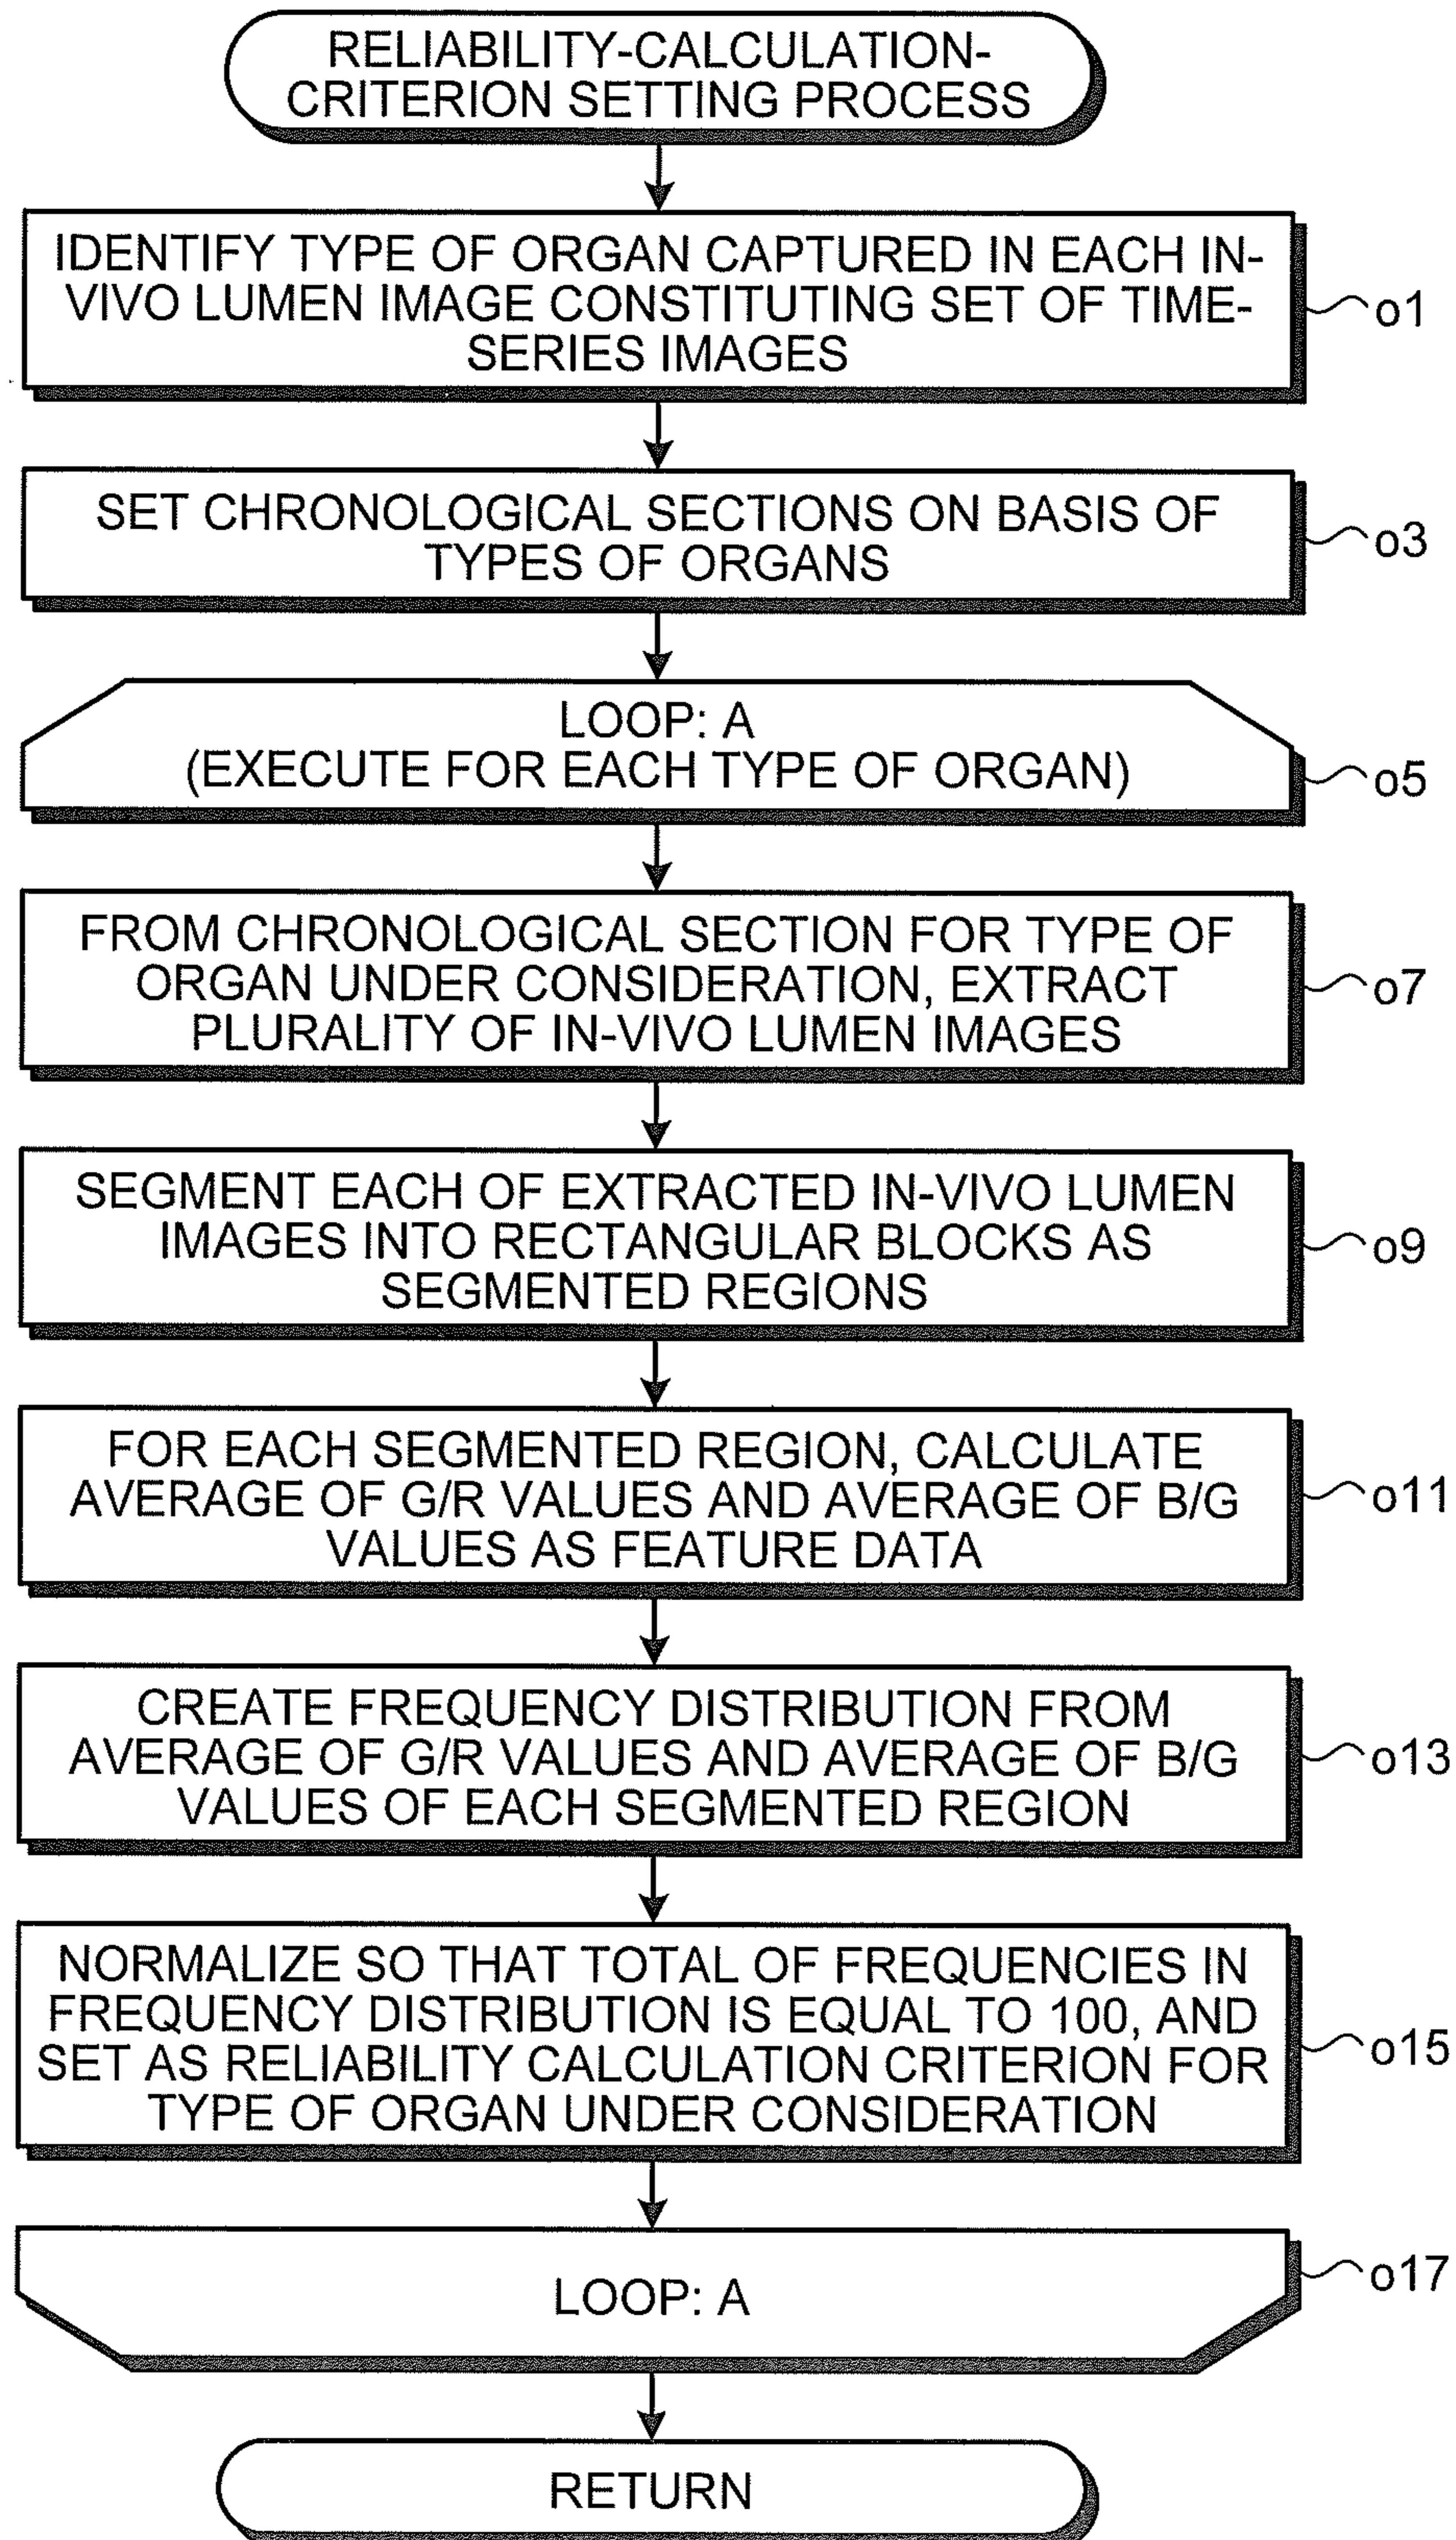 RELIABILITY-CALCULATION-
CRITERION SETTING PROCESS
IDENTIFY TYPE OF ORGAN CAPTURED IN EACH IN-
VIVO LUMEN IMAGE CONSTITUTING SET OF TIME-
SERIES IMAGES
o1
SET CHRONOLOGICAL SECTIONS ON BASIS OF
TYPES OF ORGANS
o3
LOOP: A
(EXECUTE FOR EACH TYPE OF ORGAN)
o5
FROM CHRONOLOGICAL SECTION FOR TYPE OF
ORGAN UNDER CONSIDERATION, EXTRACT
PLURALITY OF IN-VIVO LUMEN IMAGES
o7
SEGMENT EACH OF EXTRACTED IN-VIVO LUMEN
IMAGES INTO RECTANGULAR BLOCKS AS
SEGMENTED REGIONS
o9
FOR EACH SEGMENTED REGION, CALCULATE
AVERAGE OF G/R VALUES AND AVERAGE OF B/G
VALUES AS FEATURE DATA
o11
CREATE FREQUENCY DISTRIBUTION FROM
AVERAGE OF G/R VALUES AND AVERAGE OF B/G
VALUES OF EACH SEGMENTED REGION
o13
NORMALIZE SO THAT TOTAL OF FREQUENCIES IN
FREQUENCY DISTRIBUTION IS EQUAL TO 100, AND
SET AS RELIABILITY CALCULATION CRITERION FOR
TYPE OF ORGAN UNDER CONSIDERATION
o15
LOOP: A
o17
RETURN